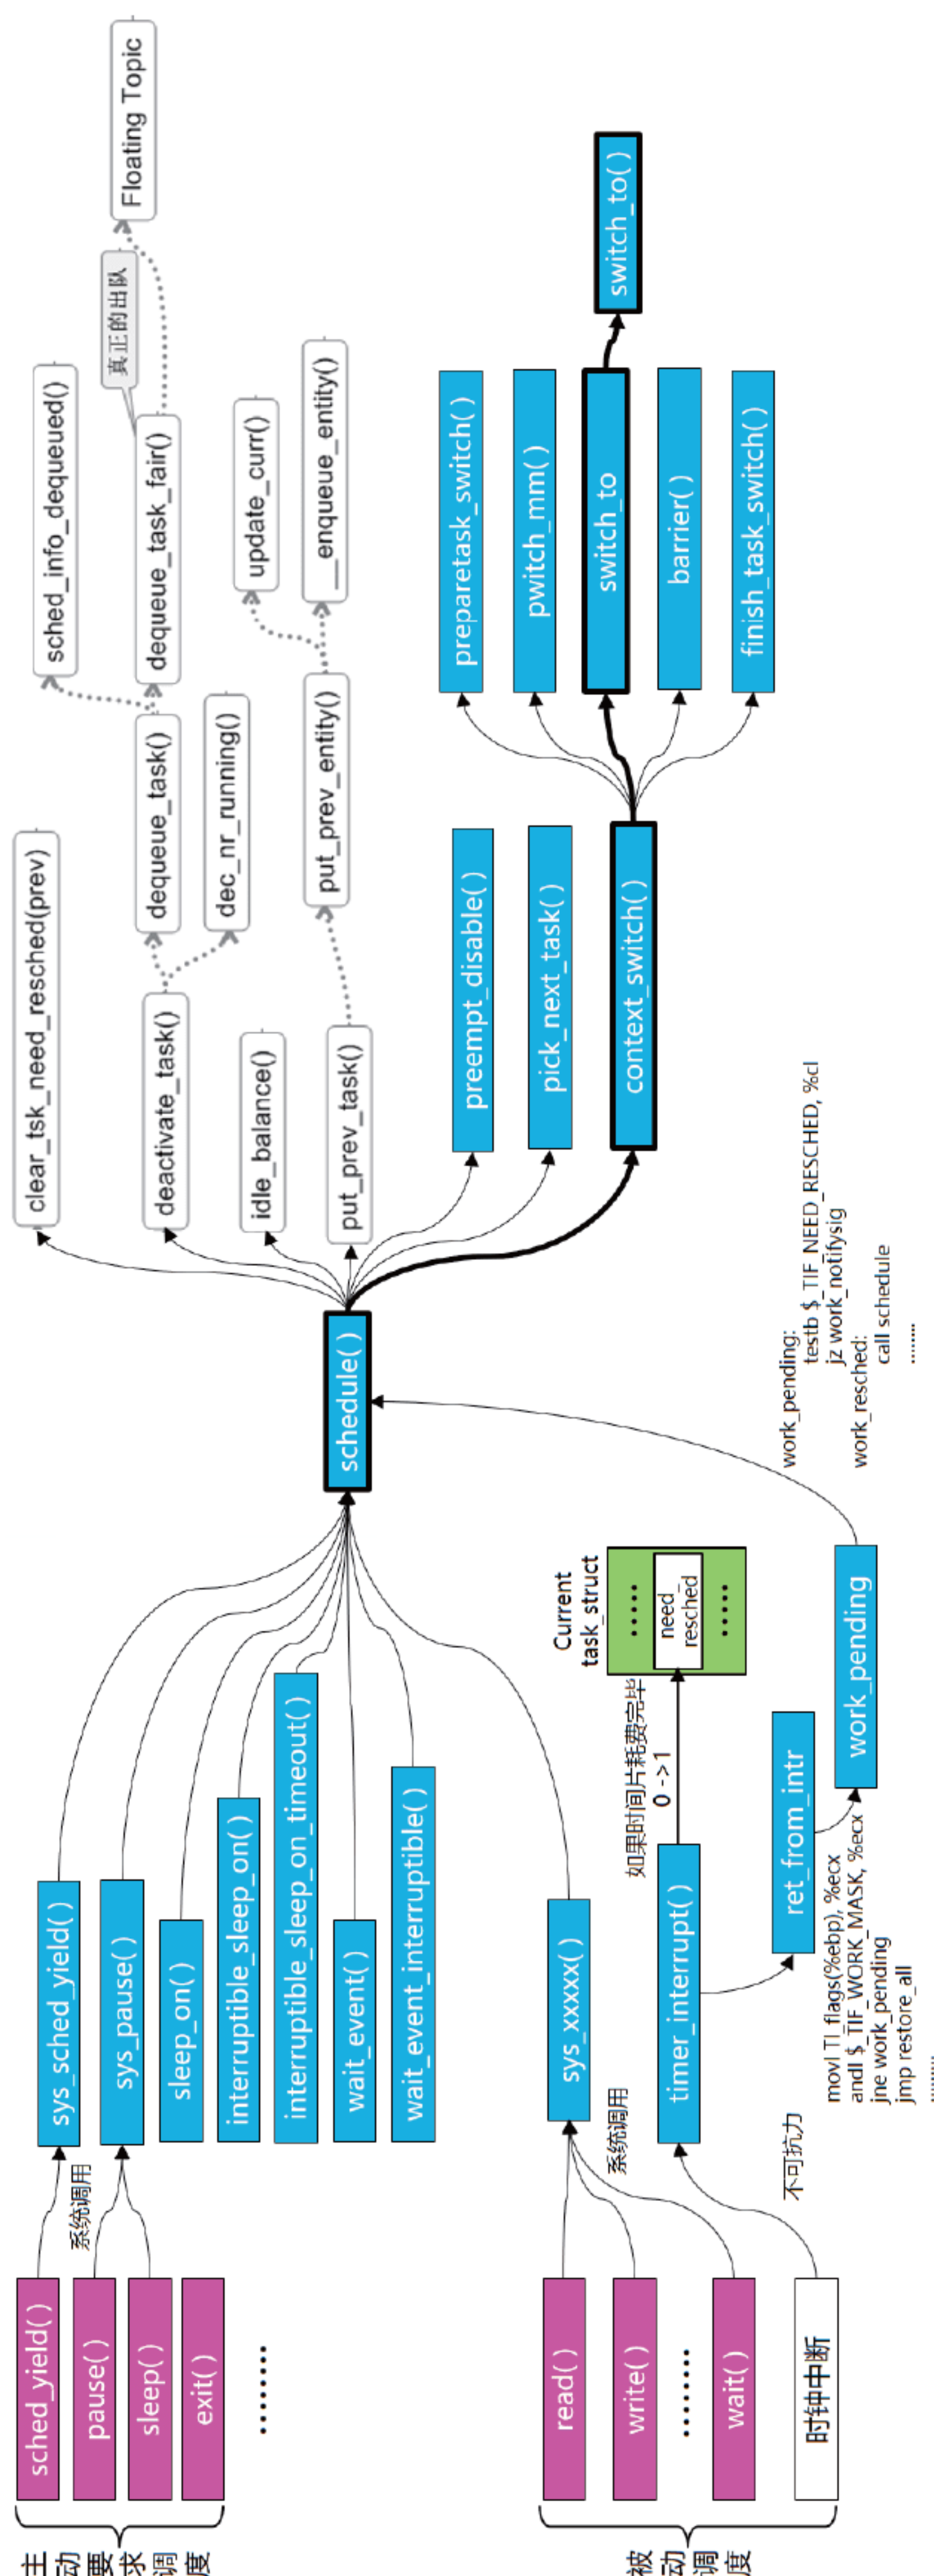 主动要求调度
sched_yield( )
pause( )
sleep( )
exit( )
........
系统调用
sys_sched_yield( )
sys_pause( )
sleep_on( )
interruptible_sleep_on( )
interruptible_sleep_on_timeout( )
wait_event( )
wait_event_interruptible( )
被动调度
read( )
write( )
........
wait( )
时钟中断
系统调用
不可抗力
sys_xxxxx( )
timer_interrupt( )
如果时间片耗费完毕
0 ->1
Current
task_struct
.....
need_
resched
.....
ret_from_intr
movl TI_flags(%ebp), %ecx
andl $_TIF_WORK_MASK, %ecx
jne work_pending
jmp restore_all
.........
work_pending
work_pending:
testb $_TIF_NEED_RESCHED, %cl
jz work_notifysig
work_resched:
call schedule
........
schedule( )
clear_tsk_need_resched(prev)
deactivate_task()
idle_balance()
put_prev_task()
preempt_disable( )
pick_next_task( )
context_switch( )
dequeue_task()
dec_nr_running()
put_prev_entity()
sched_info_dequeued()
dequeue_task_fair()
真正的出队
Floating Topic
update_curr()
__enqueue_entity()
preparetask_switch( )
pwitch_mm( )
switch_to
barrier( )
finish_task_switch( )
switch_to( )